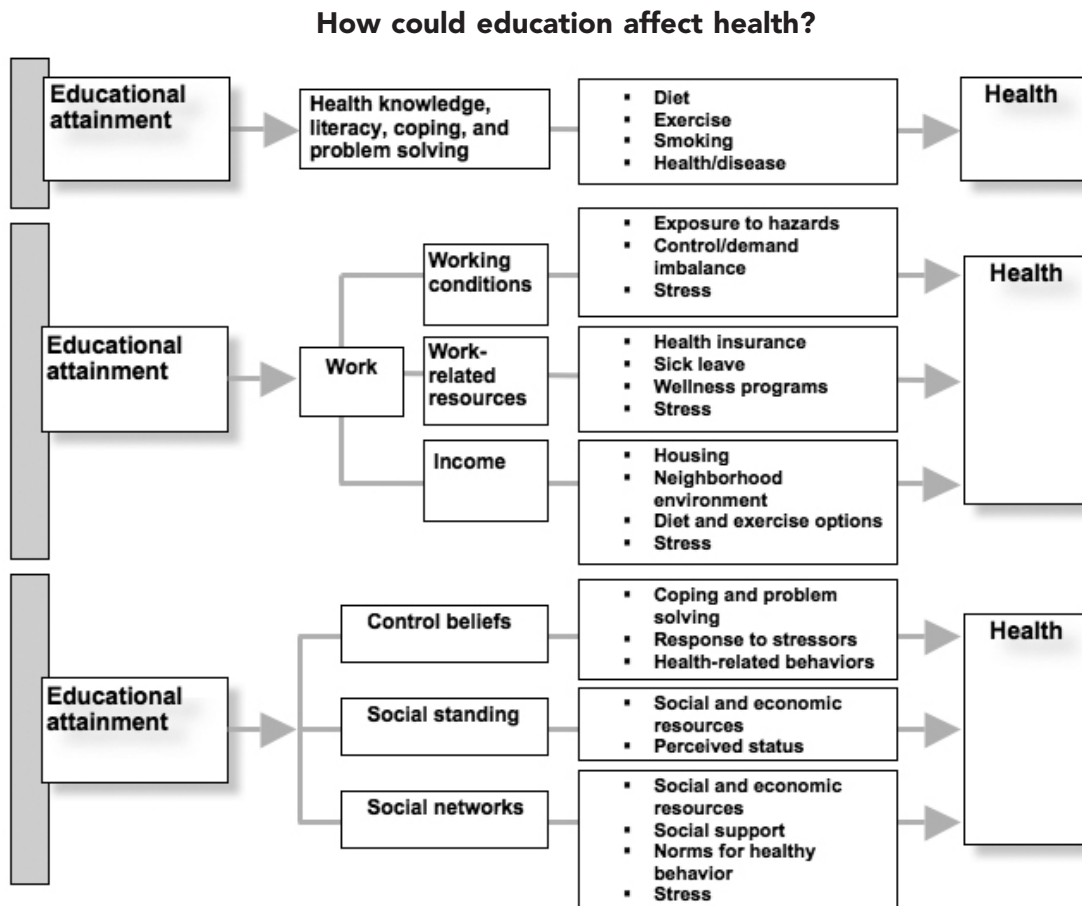 How could education affect health?
Educational
attainment
Health knowledge,
literacy, coping, and
problem solving
▪ Diet
▪ Exercise
▪ Smoking
▪ Health/disease
Health
Educational
attainment
Work
Working
conditions
▪ Exposure to hazards
▪ Control/demand
imbalance
▪ Stress
Work-
related
resources
▪ Health insurance
▪ Sick leave
▪ Wellness programs
▪ Stress
Income
▪ Housing
▪ Neighborhood
environment
▪ Diet and exercise options
▪ Stress
Health
Educational
attainment
Control beliefs
▪ Coping and problem
solving
▪ Response to stressors
▪ Health-related behaviors
Social standing
▪ Social and economic
resources
▪ Perceived status
Social networks
▪ Social and economic
resources
▪ Social support
▪ Norms for healthy
behavior
▪ Stress
Health